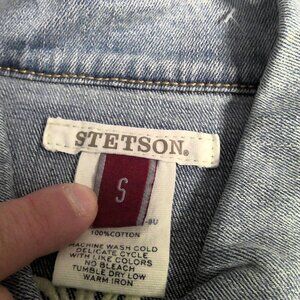 STETSON
S
100%COTTON
MACHINE WASH COLD
DELICATE CYCLE
WITH LIKE COLORS
NO BLEACH
TUMBLE DRY LOW
WARM IRON